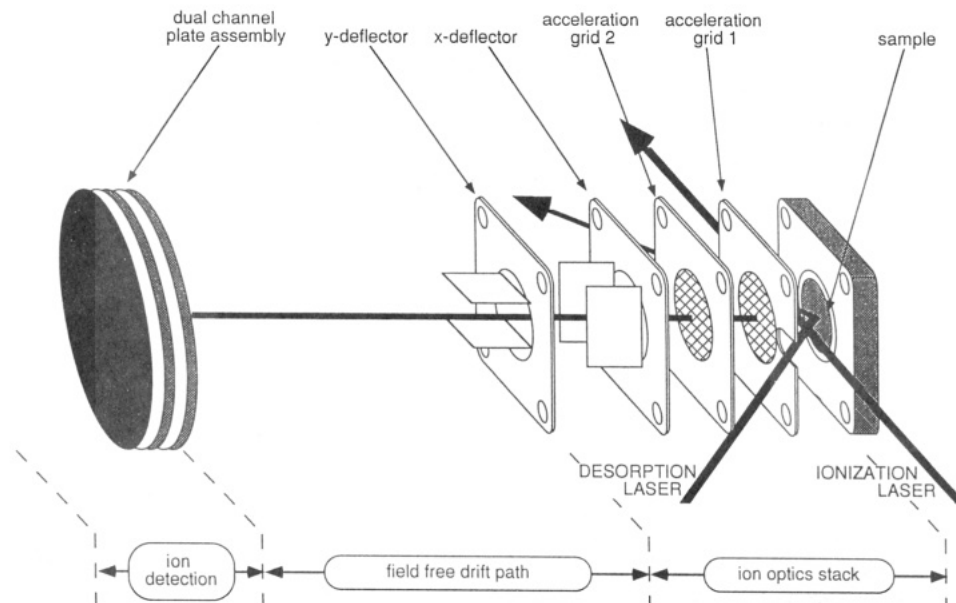 dual channel
plate assembly
y-deflector
x-deflector
acceleration
grid 2
acceleration
grid 1
sample
DESORPTION
LASER
IONIZATION
LASER
ion
detection
field free drift path
ion optics stack